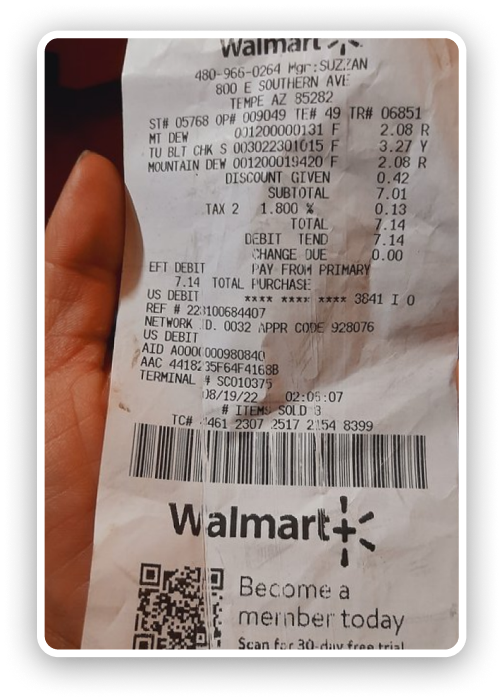 Walmart
480-966-0264 Mgr:SUZZAN
800 E SOUTHERN AVE
TEMPE AZ 85282
ST# 05768 OP# 009049 TE# 49 TR# 06851
MT DEW 001200000131 F 2.08 R
TU BLT CHK S 003022301015 F 3.27 Y
MOUNTAIN DEW 001200019420 F 2.08 R
DISCOUNT GIVEN 0.42
SUBTOTAL 7.01
TAX 2 1.800 % 0.13
TOTAL 7.14
DEBIT TEND 7.14
CHANGE DUE 0.00
EFT DEBIT PAY FROM PRIMARY
7.14 TOTAL PURCHASE
US DEBIT **** **** **** 3841 I 0
REF # 223100684407
NETWORK ID. 0032 APPR CODE 928076
US DEBIT
AID A0000000980840
AAC 4418235F64F4168B
TERMINAL # SC010375
08/19/22 02:05:07
# ITEMS SOLD 3
TC# 4461 2307 2517 2154 8399
Walmart+
Become a
member today
Scan for 30-day free trial